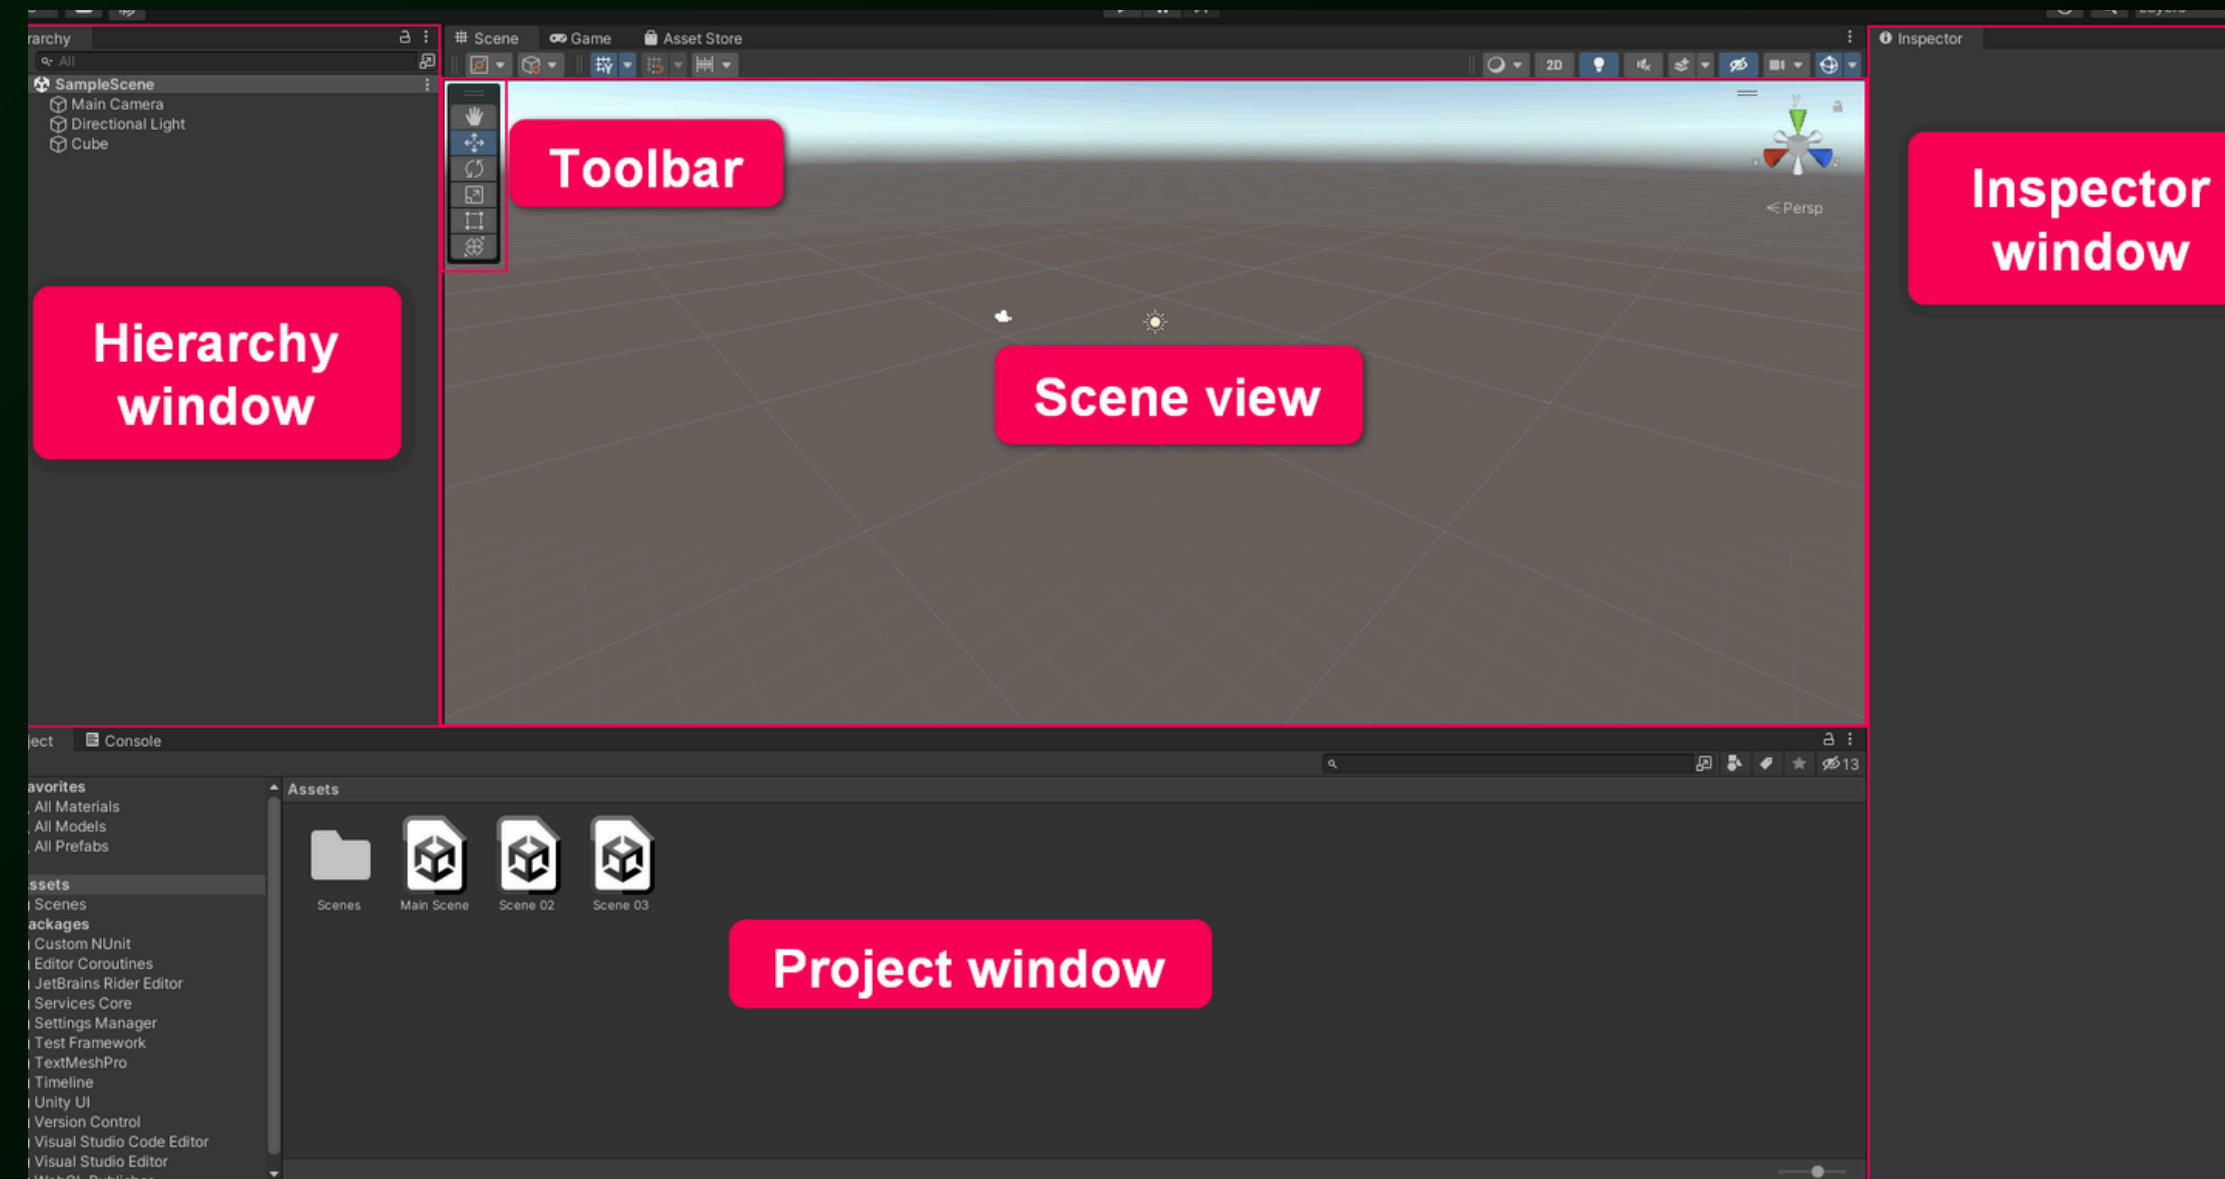 rarchy
Scene
Game
Asset Store
Inspector
All
2D
SampleScene
Main Camera
Directional Light
Cube
Toolbar
Persp
y
Inspector
window
Hierarchy
window
Scene view
ject
Console
13
avorites
Assets
All Materials
All Models
All Prefabs
ssets
Scenes
ackages
Custom NUnit
Editor Coroutines
JetBrains Rider Editor
Services Core
Settings Manager
Test Framework
TextMeshPro
Timeline
Unity UI
Version Control
Visual Studio Code Editor
Visual Studio Editor
Scenes
Main Scene
Scene 02
Scene 03
Project window